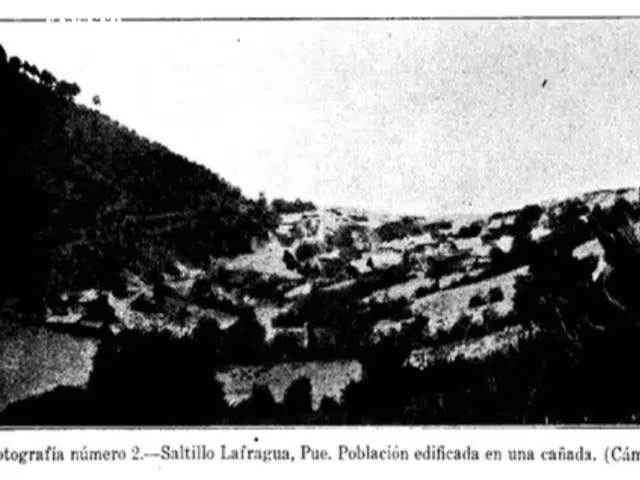 otografía número 2.—Saltillo Lafragua, Pue. Población edificada en una cañada. (Cám